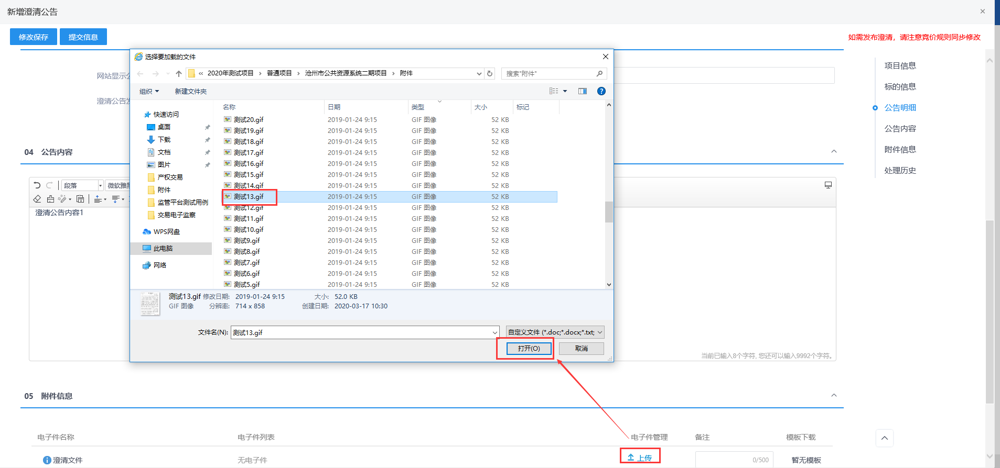 新增澄清公告
×
修改保存
提交信息
如需发布澄清，请注意竞价规则同步修改
选择要加载的文件
« 2020年测试项目 › 普通项目 › 沧州市公共资源系统二期项目 › 附件
搜索"附件"
组织
新建文件夹
网站显示
澄清公告
快速访问
桌面
下载
文档
图片
产权交易
附件
监管平台测试用例
交易电子监察
WPS网盘
此电脑
网络
名称 日期 类型 大小 标记
测试20.gif 2019-01-24 9:15 GIF 图像 52 KB
测试19.gif 2019-01-24 9:15 GIF 图像 52 KB
测试18.gif 2019-01-24 9:15 GIF 图像 52 KB
测试17.gif 2019-01-24 9:15 GIF 图像 52 KB
测试16.gif 2019-01-24 9:15 GIF 图像 52 KB
测试15.gif 2019-01-24 9:15 GIF 图像 52 KB
测试14.gif 2019-01-24 9:15 GIF 图像 52 KB
测试13.gif 2019-01-24 9:15 GIF 图像 52 KB
测试12.gif 2019-01-24 9:15 GIF 图像 52 KB
测试11.gif 2019-01-24 9:15 GIF 图像 52 KB
测试10.gif 2019-01-24 9:15 GIF 图像 52 KB
测试9.gif 2019-01-24 9:15 GIF 图像 52 KB
测试8.gif 2019-01-24 9:15 GIF 图像 52 KB
测试7.gif 2019-01-24 9:15 GIF 图像 52 KB
测试6.gif 2019-01-24 9:15 GIF 图像 52 KB
测试5.gif 2019-01-24 9:15 GIF 图像 52 KB
测试13.gif 修改日期: 2019-01-24 9:15 大小: 52.0 KB
GIF 图像 分辨率: 714 x 858 创建日期: 2020-03-17 10:30
文件名(N): 测试13.gif
自定义文件 (*.doc;*.docx;*.txt;
打开(O)
取消
项目信息
标的信息
公告明细
公告内容
附件信息
处理历史
04 公告内容
段落
微软雅黑
澄清公告内容1
当前已输入8个字符, 您还可以输入9992个字符。
05 附件信息
电子件名称 电子件列表 电子件管理 备注 模板下载
澄清文件 无电子件 上传 0/500 暂无模板